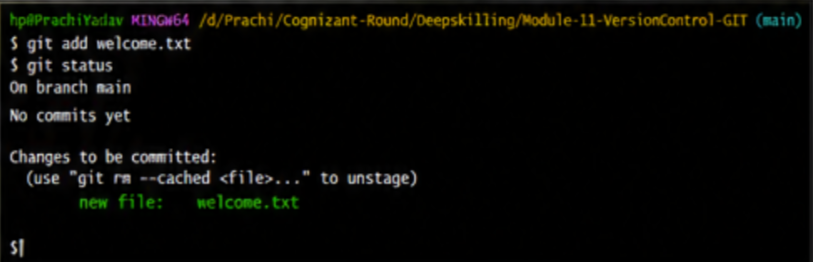 hp@PrachiYadav MINGW64 /d/Prachi/Cognizant-Round/Deepskilling/Module-11-VersionControl-GIT (main)
$ git add welcome.txt
$ git status
On branch main
No commits yet
Changes to be committed:
(use "git rm --cached <file>..." to unstage)
new file: welcome.txt
$